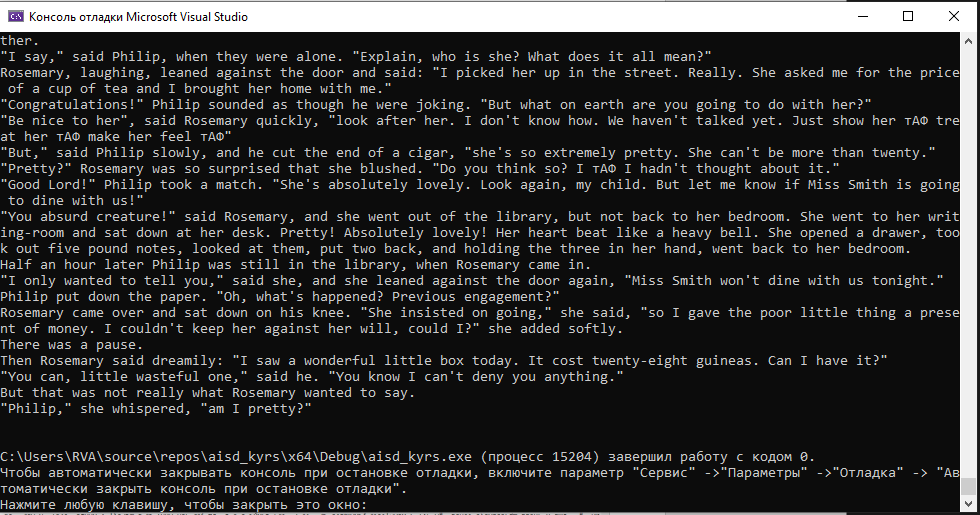 Консоль отладки Microsoft Visual Studio
ther.
"I say," said Philip, when they were alone. "Explain, who is she? What does it all mean?"
Rosemary, laughing, leaned against the door and said: "I picked her up in the street. Really. She asked me for the price
 of a cup of tea and I brought her home with me."
"Congratulations!" Philip sounded as though he were joking. "But what on earth are you going to do with her?"
"Be nice to her", said Rosemary quickly, "look after her. I don't know how. We haven't talked yet. Just show her тАФ tre
at her тАФ make her feel тАФ"
"But," said Philip slowly, and he cut the end of a cigar, "she's so extremely pretty. She can't be more than twenty."
"Pretty?" Rosemary was so surprised that she blushed. "Do you think so? I тАФ I hadn't thought about it."
"Good Lord!" Philip took a match. "She's absolutely lovely. Look again, my child. But let me know if Miss Smith is going
 to dine with us!"
"You absurd creature!" said Rosemary, and she went out of the library, but not back to her bedroom. She went to her writ
ing-room and sat down at her desk. Pretty! Absolutely lovely! Her heart beat like a heavy bell. She opened a drawer, too
k out five pound notes, looked at them, put two back, and holding the three in her hand, went back to her bedroom.
Half an hour later Philip was still in the library, when Rosemary came in.
"I only wanted to tell you," said she, and she leaned against the door again, "Miss Smith won't dine with us tonight."
Philip put down the paper. "Oh, what's happened? Previous engagement?"
Rosemary came over and sat down on his knee. "She insisted on going," she said, "so I gave the poor little thing a prese
nt of money. I couldn't keep her against her will, could I?" she added softly.
There was a pause.
Then Rosemary said dreamily: "I saw a wonderful little box today. It cost twenty-eight guineas. Can I have it?"
"You can, little wasteful one," said he. "You know I can't deny you anything."
But that was not really what Rosemary wanted to say.
"Philip," she whispered, "am I pretty?"
C:\Users\RVA\source\repos\aisd_kyrs\x64\Debug\aisd_kyrs.exe (процесс 15204) завершил работу с кодом 0.
Чтобы автоматически закрывать консоль при остановке отладки, включите параметр "Сервис" ->"Параметры" ->"Отладка" -> "Ав
томатически закрыть консоль при остановке отладки".
Нажмите любую клавишу, чтобы закрыть это окно: